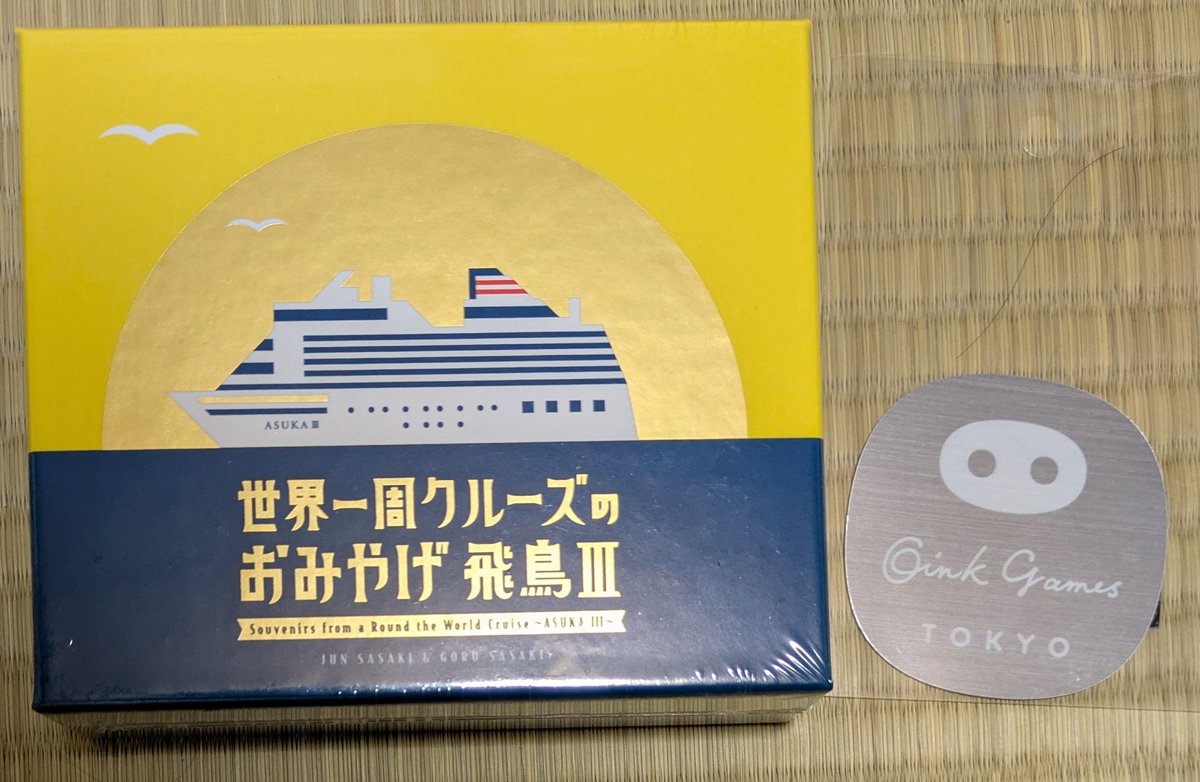 ASUKA III
世界一周クルーズの
おみやげ 飛鳥III
Souvenirs from a Round the World Cruise ~ASUKA III~
JUN SASAKI & GORO SASAKI
Oink Games
TOKYO